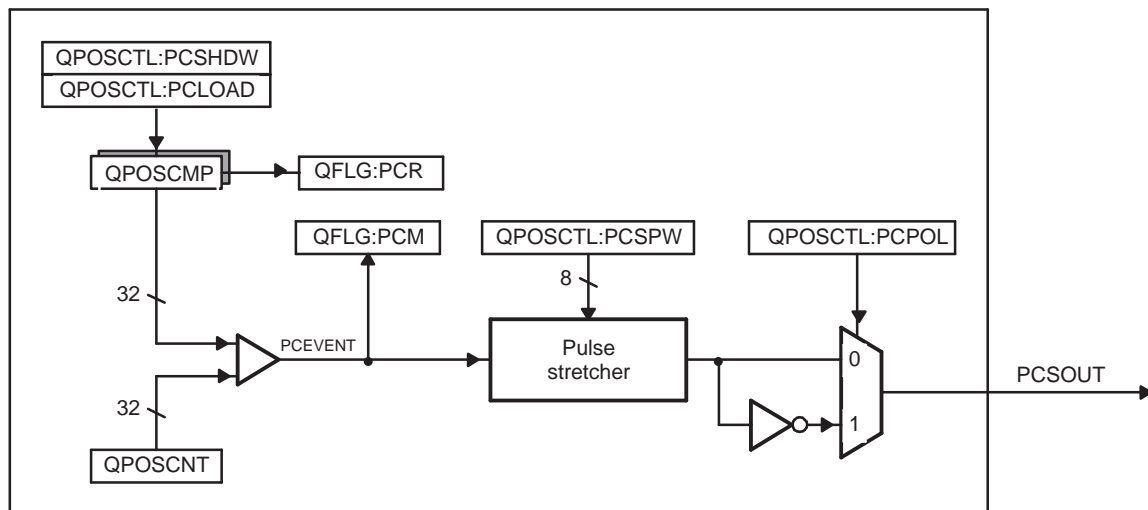 QPOSCTL:PCSHDW
QPOSCTL:PCLOAD
QPOSCMP
QFLG:PCR
QFLG:PCM
QPOSCTL:PCSPW
QPOSCTL:PCPOL
32
8
PCEVENT
Pulse
stretcher
0
PCSOUT
32
1
QPOSCNT